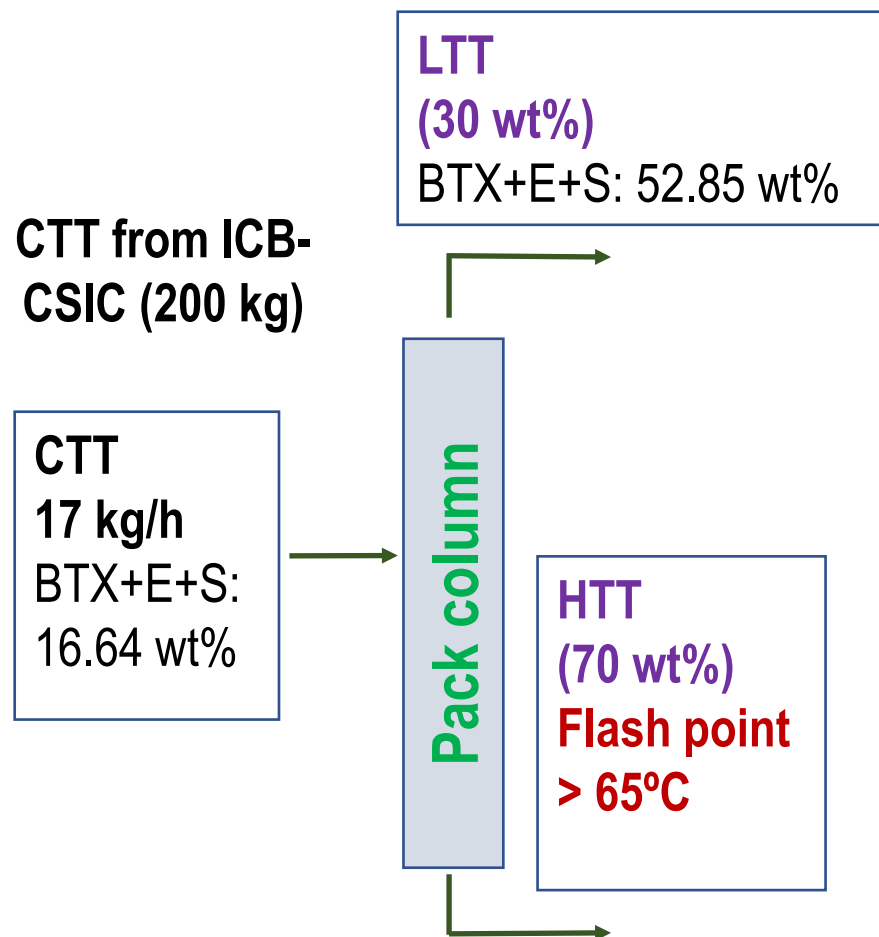 LTT
(30 wt%)
BTX+E+S: 52.85 wt%
CTT from ICB-
CSIC (200 kg)
CTT
17 kg/h
BTX+E+S:
16.64 wt%
Pack column
HTT
(70 wt%)
Flash point
> 65ºC